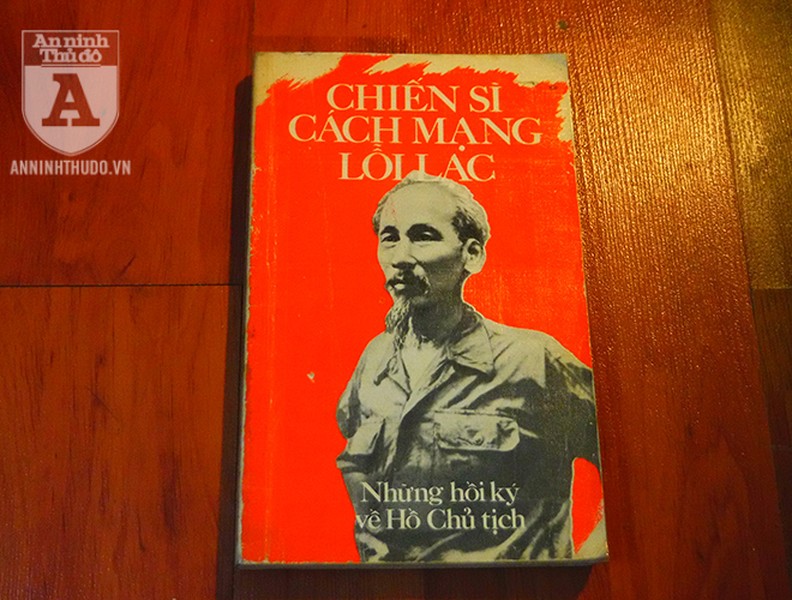 An ninh
Thủ đô
A
ANNINHTHUDO.VN
CHIẾN SĨ
CÁCH MẠNG
LỖI LẠC
Những hồi ký
về Hồ Chủ tịch